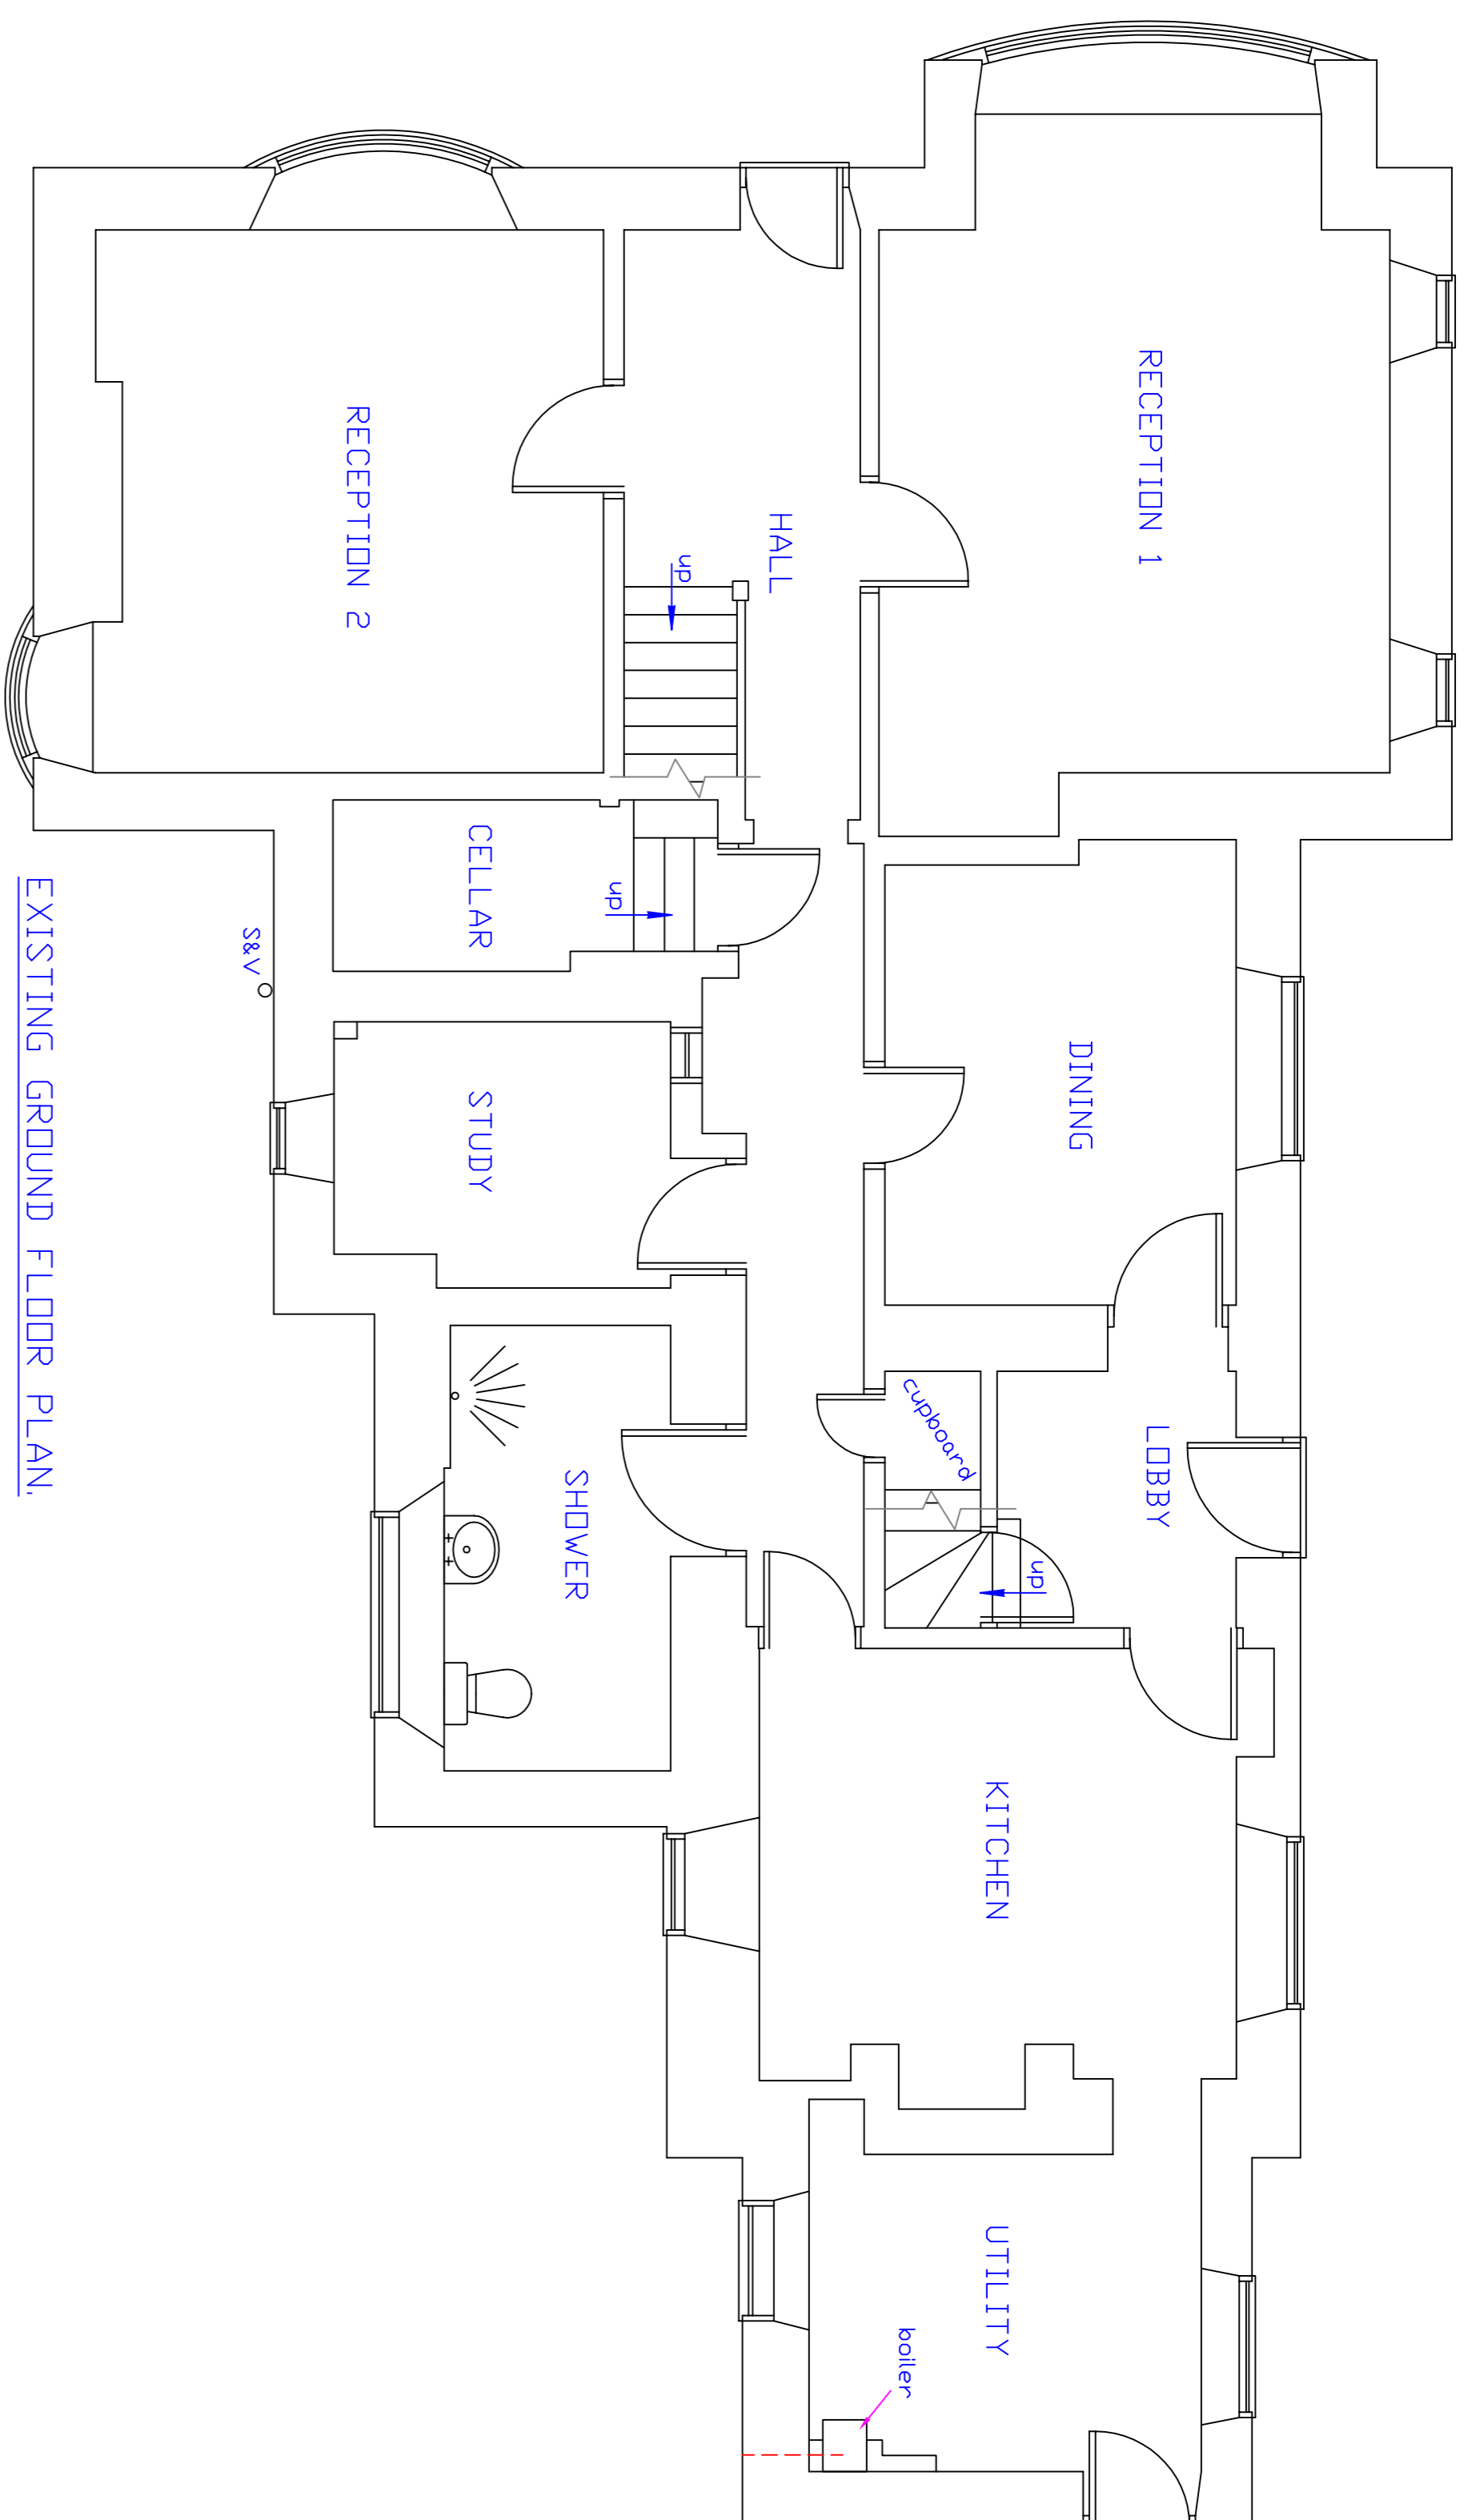 RECEPTION 1
RECEPTION 2
HALL
up
CELLAR
up
S&V
STUDY
DINING
LOBBY
cupboard
up
SHOWER
KITCHEN
UTILITY
boiler
EXISTING GROUND FLOOR PLAN.